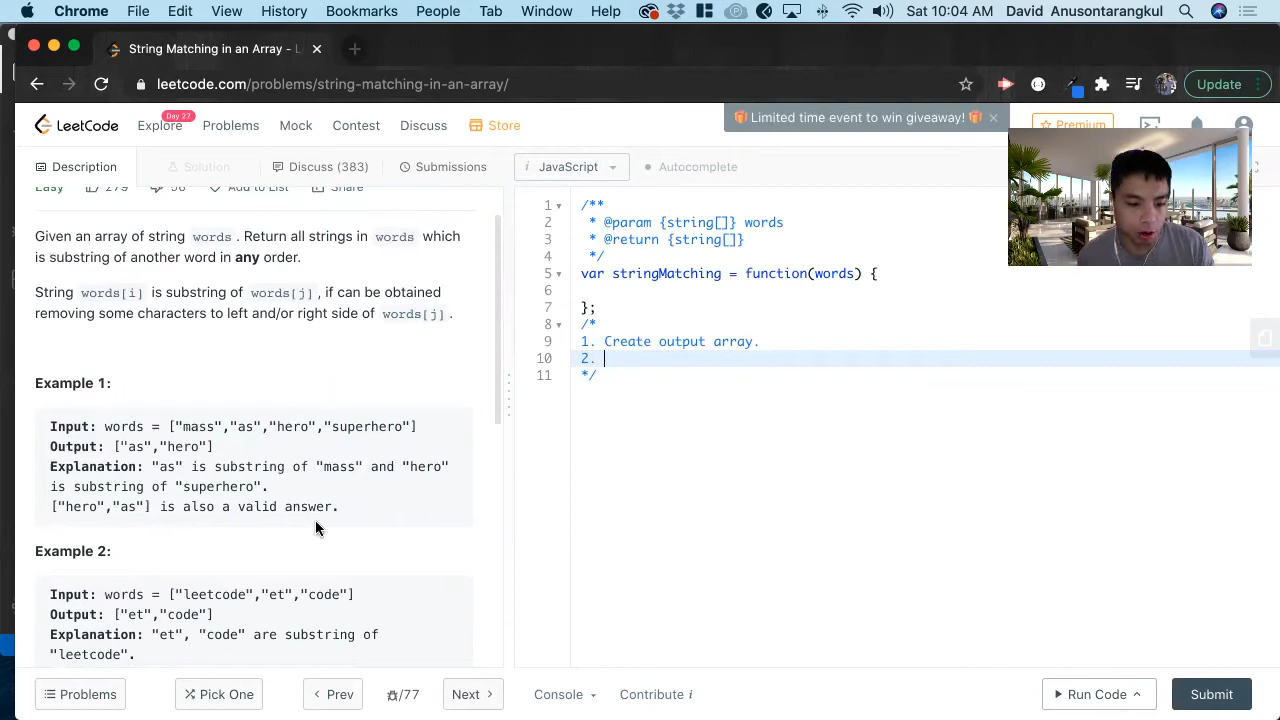 Chrome File Edit View History Bookmarks People Tab Window Help Sat 10:04 AM David Anusontarangkul
String Matching in an Array - L
leetcode.com/problems/string-matching-in-an-array/ Update
LeetCode Explore Day 27 Problems Mock Contest Discuss Store
🎁 Limited time event to win giveaway! 🎁 ×
Premium
Description Solution Discuss (383) Submissions
i JavaScript Autocomplete
Easy 279 56 Add to List Share
Given an array of string words. Return all strings in words which
is substring of another word in any order.
String words[i] is substring of words[j], if can be obtained
removing some characters to left and/or right side of words[j].
Example 1:
Input: words = ["mass","as","hero","superhero"]
Output: ["as","hero"]
Explanation: "as" is substring of "mass" and "hero"
is substring of "superhero".
["hero","as"] is also a valid answer.
Example 2:
Input: words = ["leetcode","et","code"]
Output: ["et","code"]
Explanation: "et", "code" are substring of
"leetcode".
1 /**
2 * @param {string[]} words
3 * @return {string[]}
4 */
var stringMatching = function(words) {
6
7 };
8 /*
9 1. Create output array.
10 2.
11 */
Problems Pick One Prev /77 Next Console Contribute i Run Code Submit